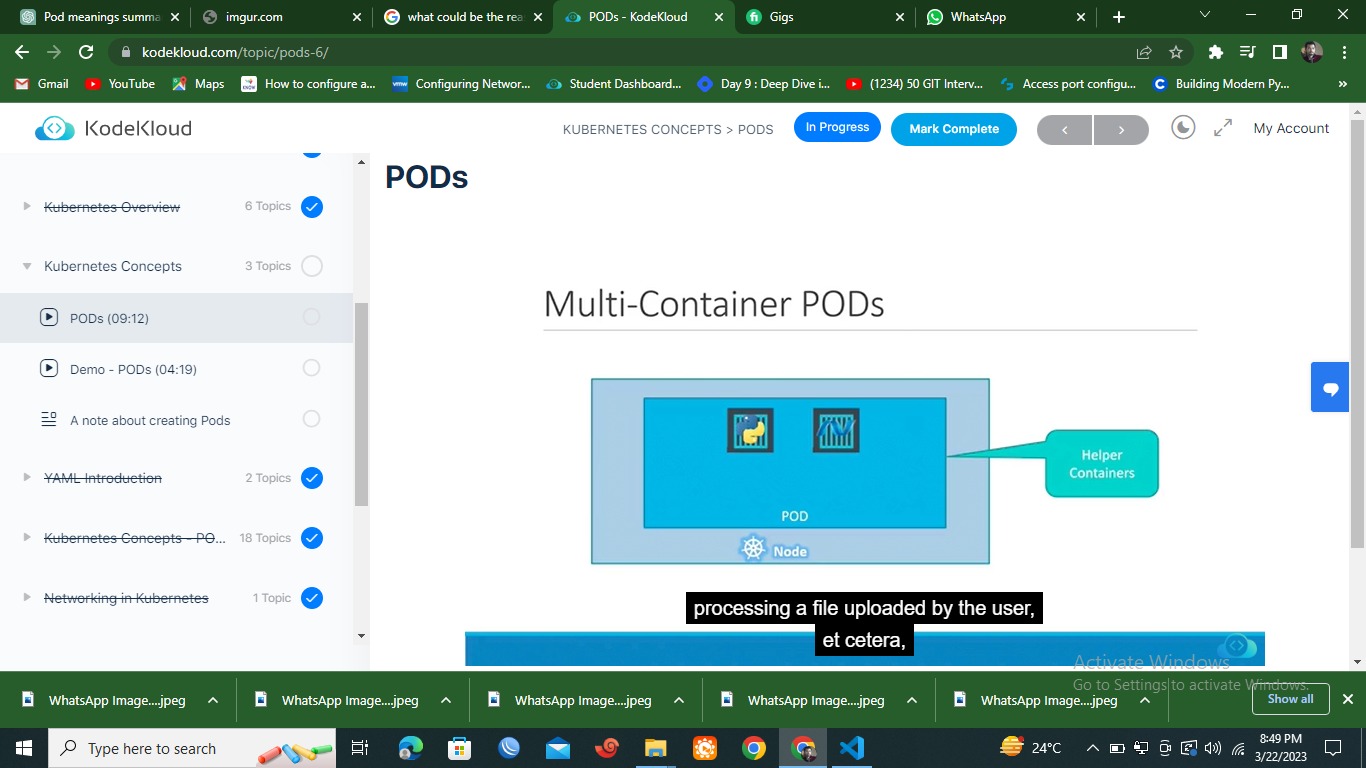 Pod meanings summa
imgur.com
what could be the rea
PODs - KodeKloud
Gigs
WhatsApp
kodekloud.com/topic/pods-6/
Gmail
YouTube
Maps
How to configure a...
Configuring Networ...
Student Dashboard...
Day 9 : Deep Dive i...
(1234) 50 GIT Interv...
Access port configu...
Building Modern Py...
»
KodeKloud
KUBERNETES CONCEPTS > PODS
In Progress
Mark Complete
<
>
My Account
Kubernetes Overview
6 Topics
Kubernetes Concepts
3 Topics
PODs (09:12)
Demo - PODs (04:19)
A note about creating Pods
YAML Introduction
2 Topics
Kubernetes Concepts - PO...
18 Topics
Networking in Kubernetes
1 Topic
PODs
Multi-Container PODs
POD
Node
Helper
Containers
processing a file uploaded by the user,
et cetera,
Activate Windows
Go to Settings to activate Windows.
WhatsApp Image....jpeg
WhatsApp Image....jpeg
WhatsApp Image....jpeg
WhatsApp Image....jpeg
WhatsApp Image....jpeg
Show all
Type here to search
24°C
8:49 PM
3/22/2023